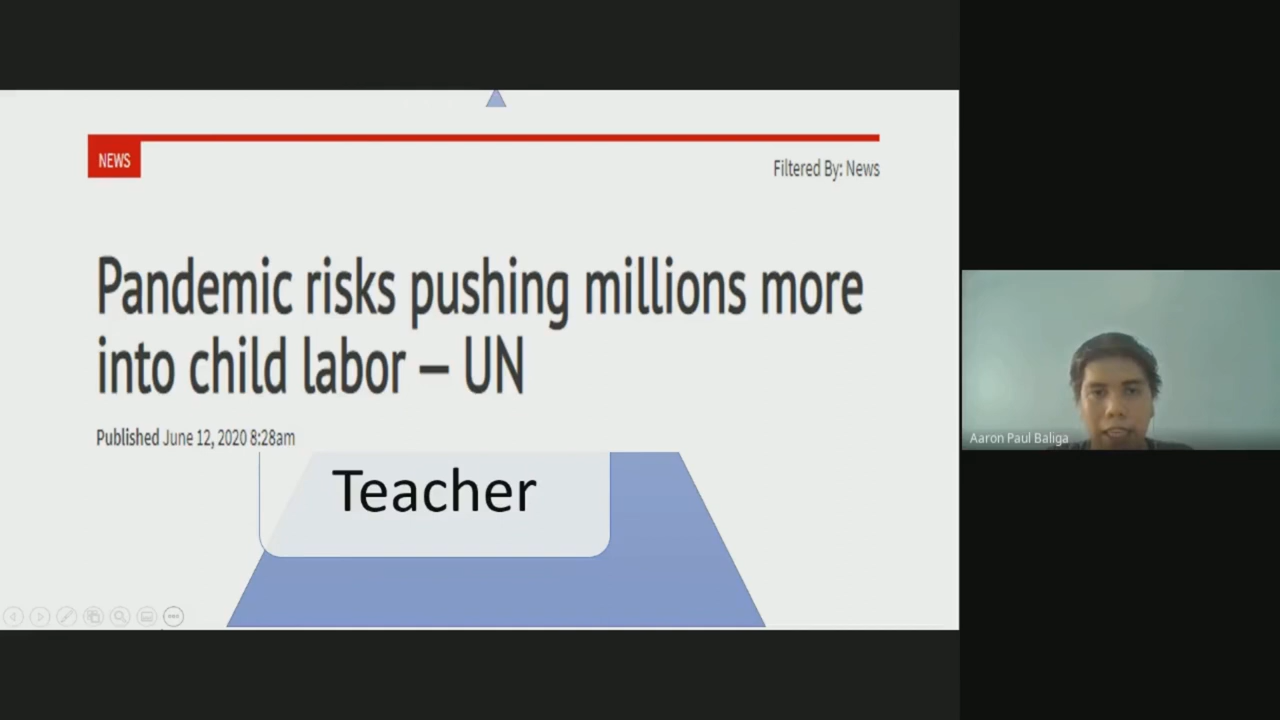 NEWS
Filtered By: News
Pandemic risks pushing millions more
into child labor – UN
Published June 12, 2020 8:28am
Teacher
Aaron Paul Baliga